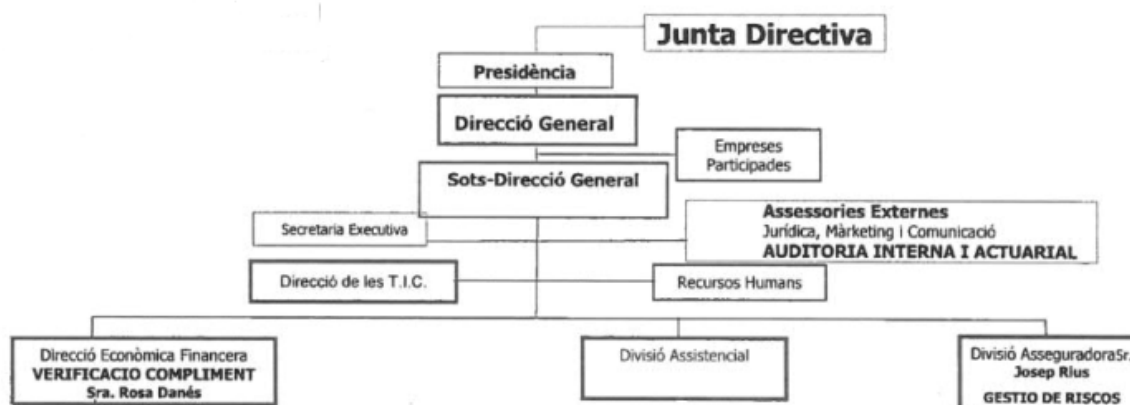 Junta Directiva
Presidència
Direcció General
Empreses
Participades
Sots-Direcció General
Assessories Externes
Jurídica, Màrketing i Comunicació
AUDITORIA INTERNA I ACTUARIAL
Secretaria Executiva
Direcció de les T.I.C.
Recursos Humans
Direcció Econòmica Financera
VERIFICACIO COMPLIMENT
Sra. Rosa Danés
Divisió Assistencial
Divisió AsseguradoraSr.
Josep Rius
GESTIO DE RISCOS